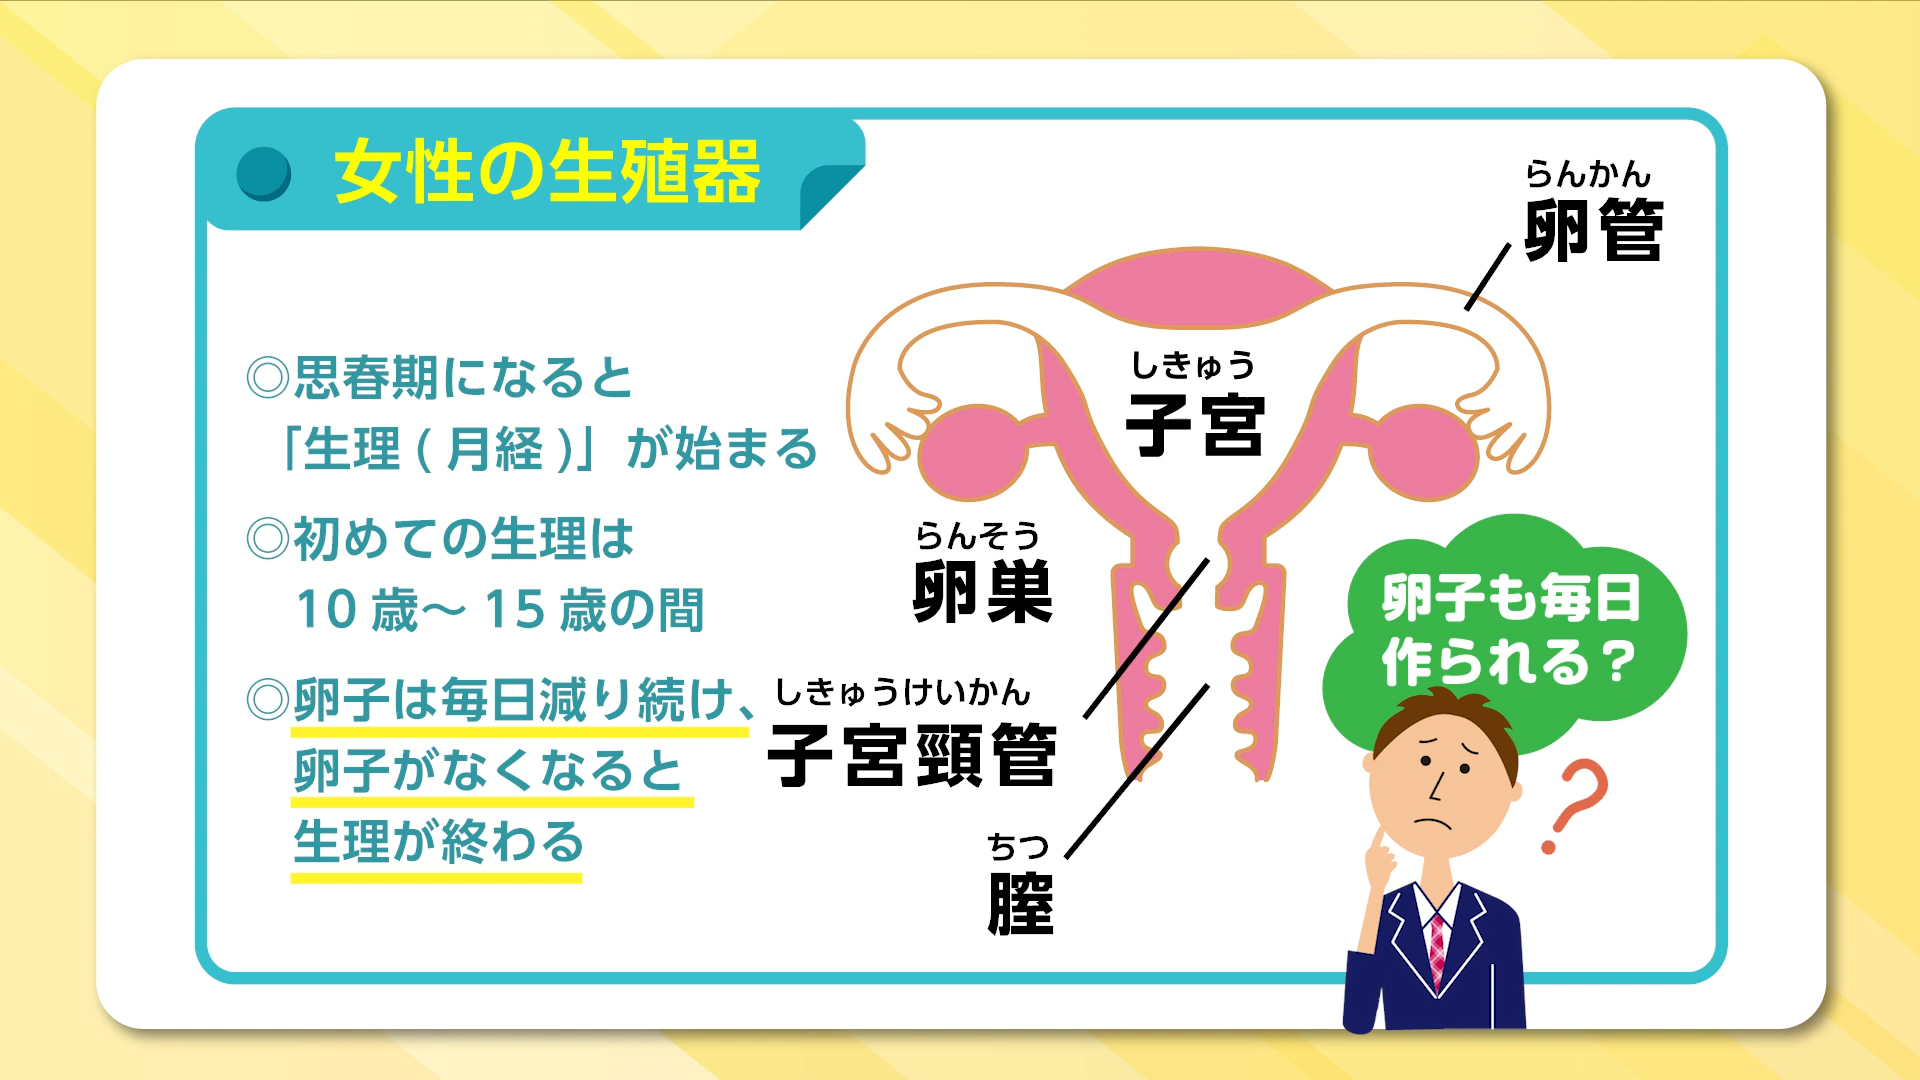 女性の生殖器
◎思春期になると
「生理(月経)」が始まる
◎初めての生理は
10歳〜15歳の間
◎卵子は毎日減り続け、
卵子がなくなると
生理が終わる
らんかん
卵管
しきゅう
子宮
らんそう
卵巣
しきゅうけいかん
子宮頸管
ちつ
膣
卵子も毎日
作られる？